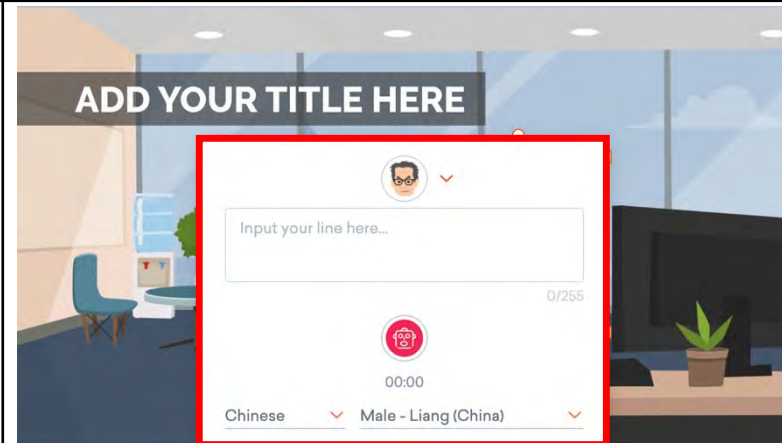 ADD YOUR TITLE HERE
Input your line here...
0/255
00:00
Chinese
Male - Liang (China)